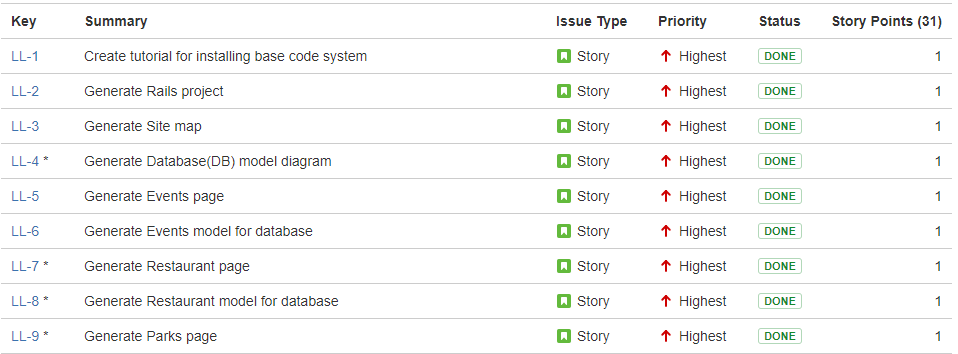 Key Summary Issue Type Priority Status Story Points (31)
LL-1 Create tutorial for installing base code system Story Highest DONE 1
LL-2 Generate Rails project Story Highest DONE 1
LL-3 Generate Site map Story Highest DONE 1
LL-4 * Generate Database(DB) model diagram Story Highest DONE 1
LL-5 Generate Events page Story Highest DONE 1
LL-6 Generate Events model for database Story Highest DONE 1
LL-7 * Generate Restaurant page Story Highest DONE 1
LL-8 * Generate Restaurant model for database Story Highest DONE 1
LL-9 * Generate Parks page Story Highest DONE 1